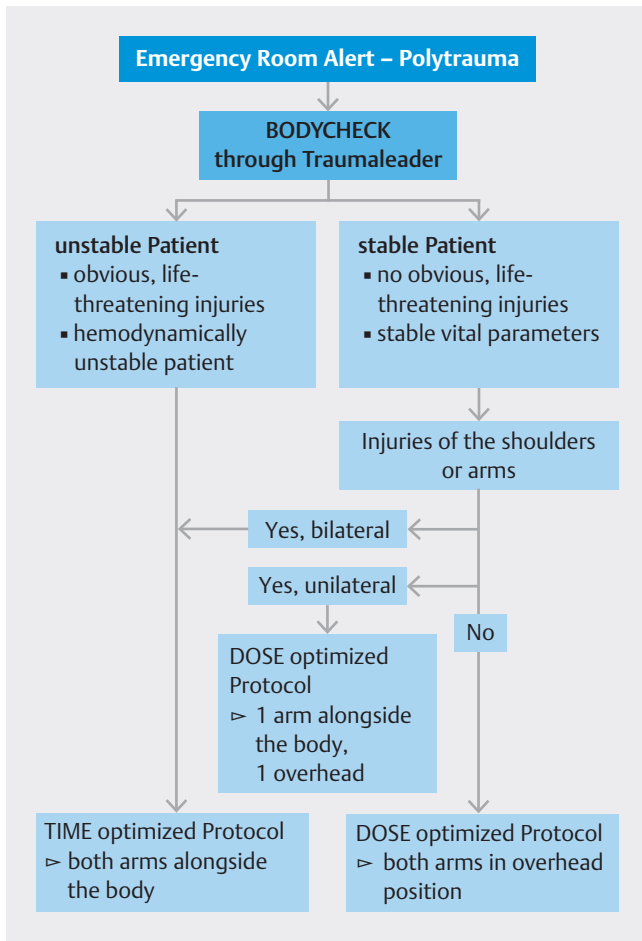 Emergency Room Alert – Polytrauma
BODYCHECK
through Traumaleader
unstable Patient
▪ obvious, life-
threatening injuries
▪ hemodynamically
unstable patient
stable Patient
▪ no obvious, life-
threatening injuries
▪ stable vital parameters
Injuries of the shoulders
or arms
Yes, bilateral
Yes, unilateral
No
DOSE optimized
Protocol
▻ 1 arm alongside
the body,
1 overhead
TIME optimized Protocol
▻ both arms alongside
the body
DOSE optimized Protocol
▻ both arms in overhead
position